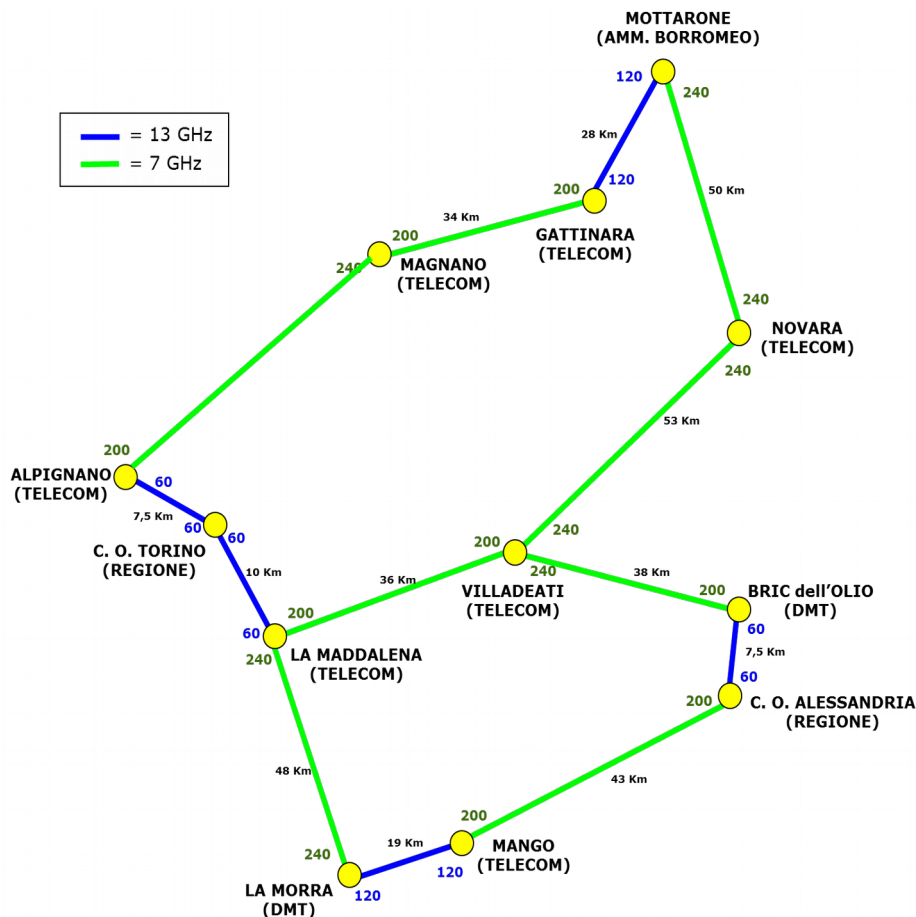 MOTTARONE
(AMM. BORROMEO)
120
240
= 13 GHz
= 7 GHz
28 Km
120
200
50 Km
34 Km
200
GATTINARA
(TELECOM)
240
MAGNANO
(TELECOM)
240
NOVARA
(TELECOM)
240
53 Km
200
ALPIGNANO
(TELECOM)
60
7,5 Km
60
60
C. O. TORINO
(REGIONE)
10 Km
240
200
240
36 Km
38 Km
VILLADEATI
(TELECOM)
200
BRIC dell'OLIO
(DMT)
60
200
60
240
LA MADDALENA
(TELECOM)
7,5 Km
60
200
C. O. ALESSANDRIA
(REGIONE)
48 Km
43 Km
200
19 Km
240
MANGO
(TELECOM)
120
LA MORRA
(DMT)
120